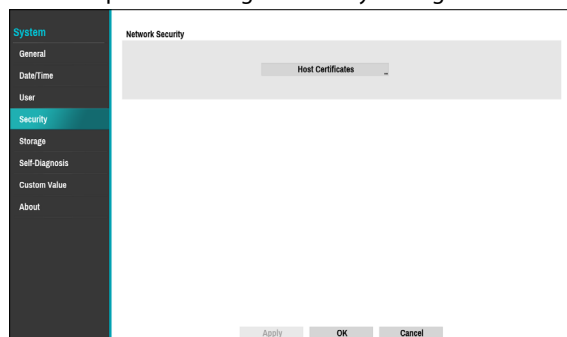 System
General
Date/Time
User
Security
Storage
Self-Diagnosis
Custom Value
About
Network Security
Host Certificates ...
Apply OK Cancel